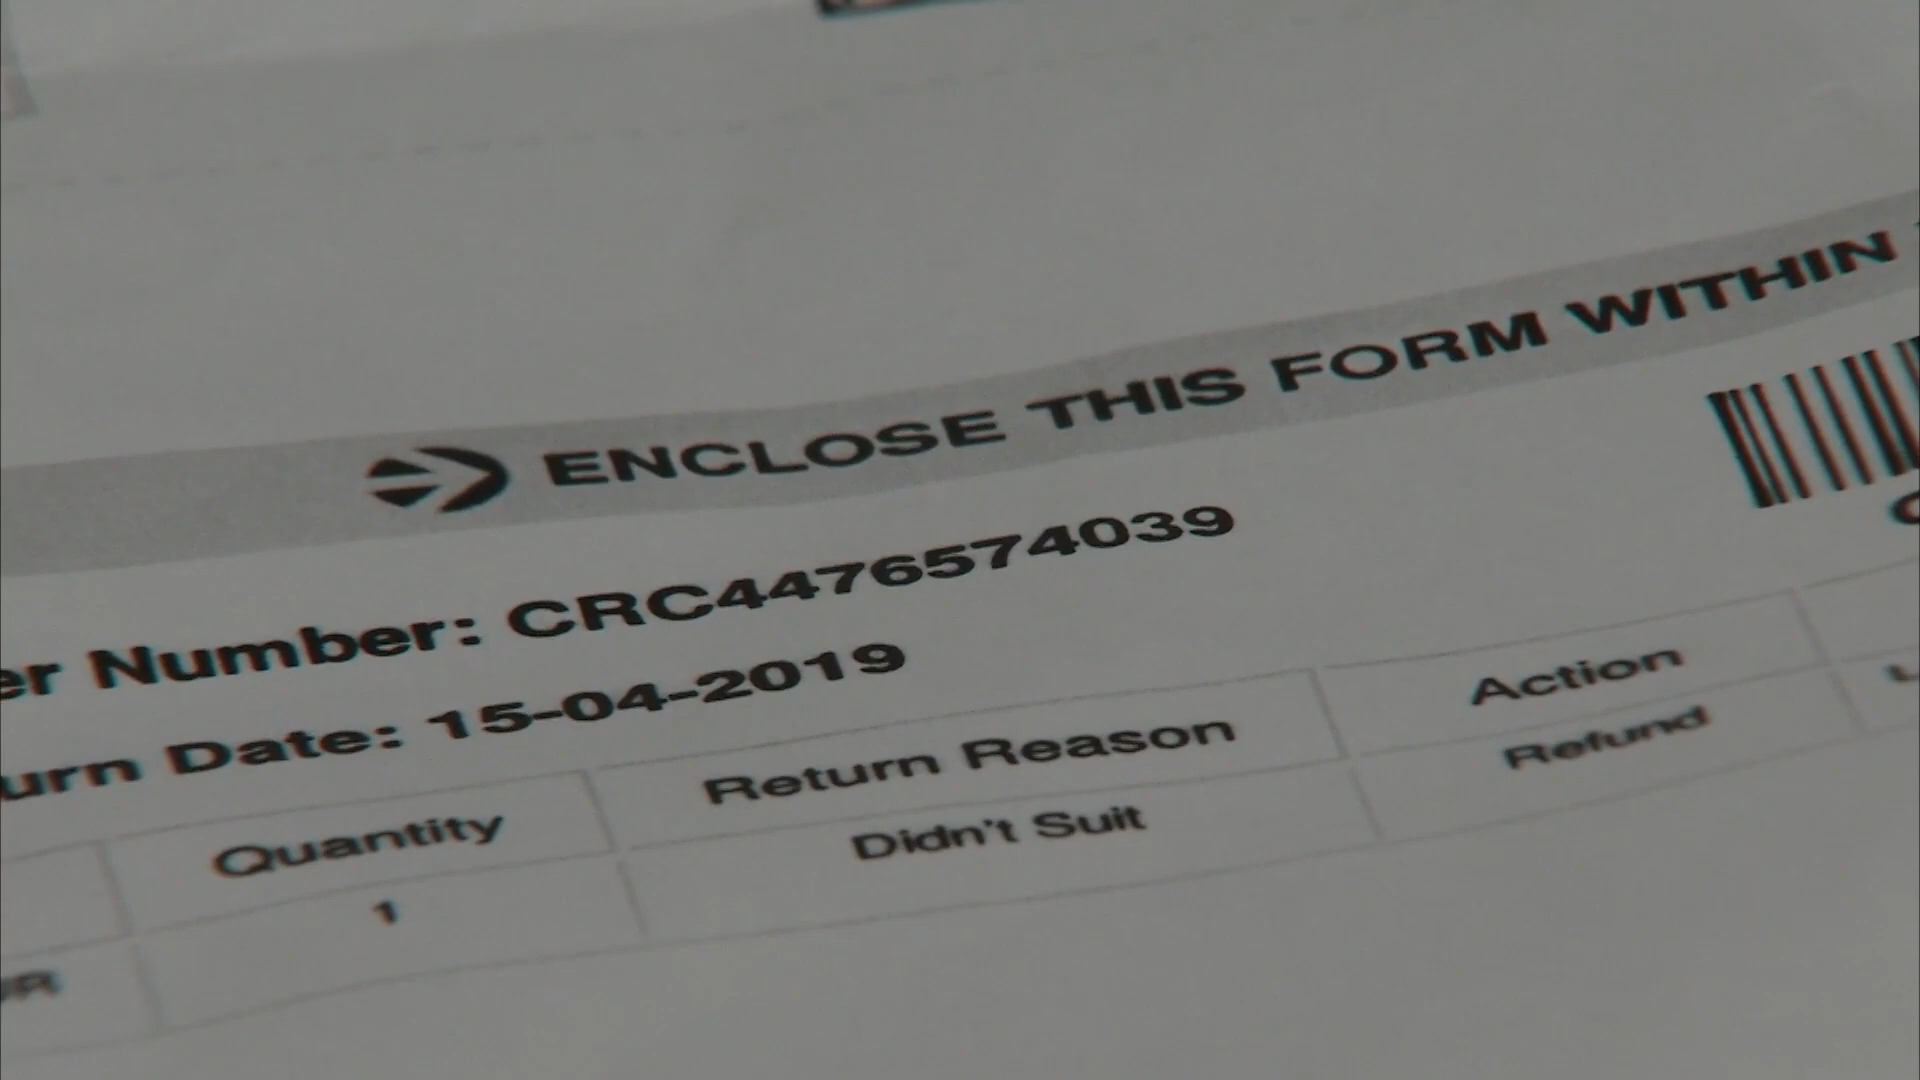 ENCLOSE THIS FORM WITHIN
er Number: CRC4476574039
urn Date: 15-04-2019
Quantity Return Reason Action
1 Didn't Suit Refund